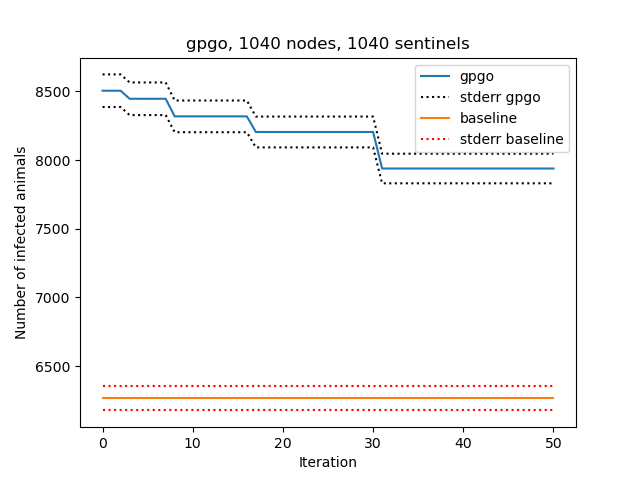 gpgo, 1040 nodes, 1040 sentinels
gpgo
stderr gpgo
baseline
stderr baseline
Number of infected animals
8500
8000
7500
7000
6500
0 10 20 30 40 50
Iteration